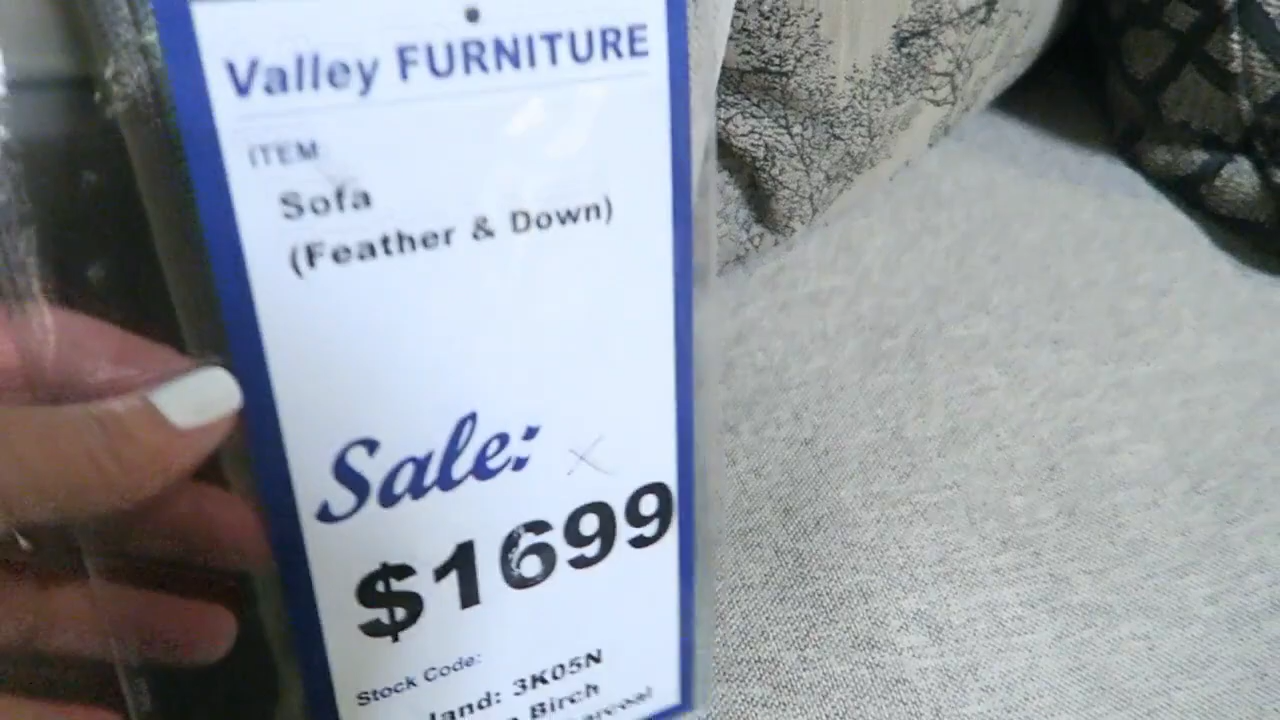 Valley FURNITURE
ITEM
Sofa
(Feather & Down)
Sale:
$1699
Stock Code:
3K05N
Birch